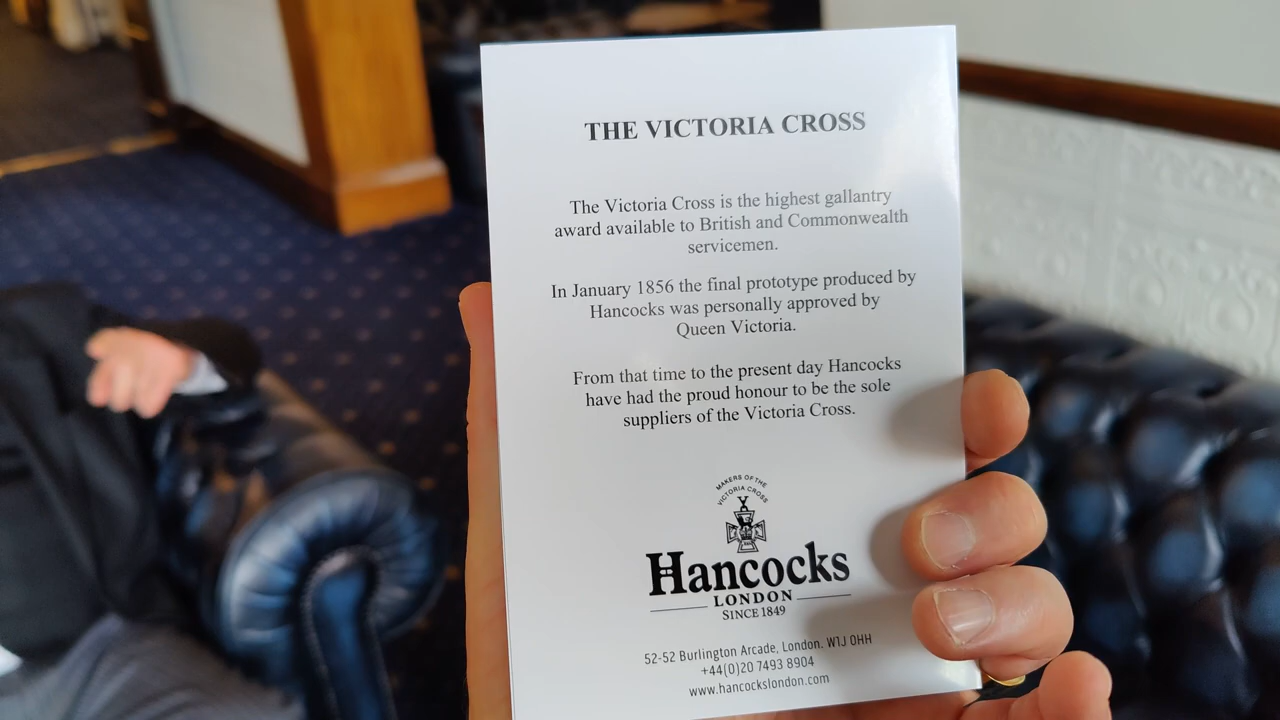 THE VICTORIA CROSS
The Victoria Cross is the highest gallantry
award available to British and Commonwealth
servicemen.
In January 1856 the final prototype produced by
Hancocks was personally approved by
Queen Victoria.
From that time to the present day Hancocks
have had the proud honour to be the sole
suppliers of the Victoria Cross.
MAKERS OF THE
VICTORIA CROSS
Hancocks
LONDON
SINCE 1849
52-52 Burlington Arcade, London. W1J 0HH
+44(0)20 7493 8904
www.hancockslondon.com